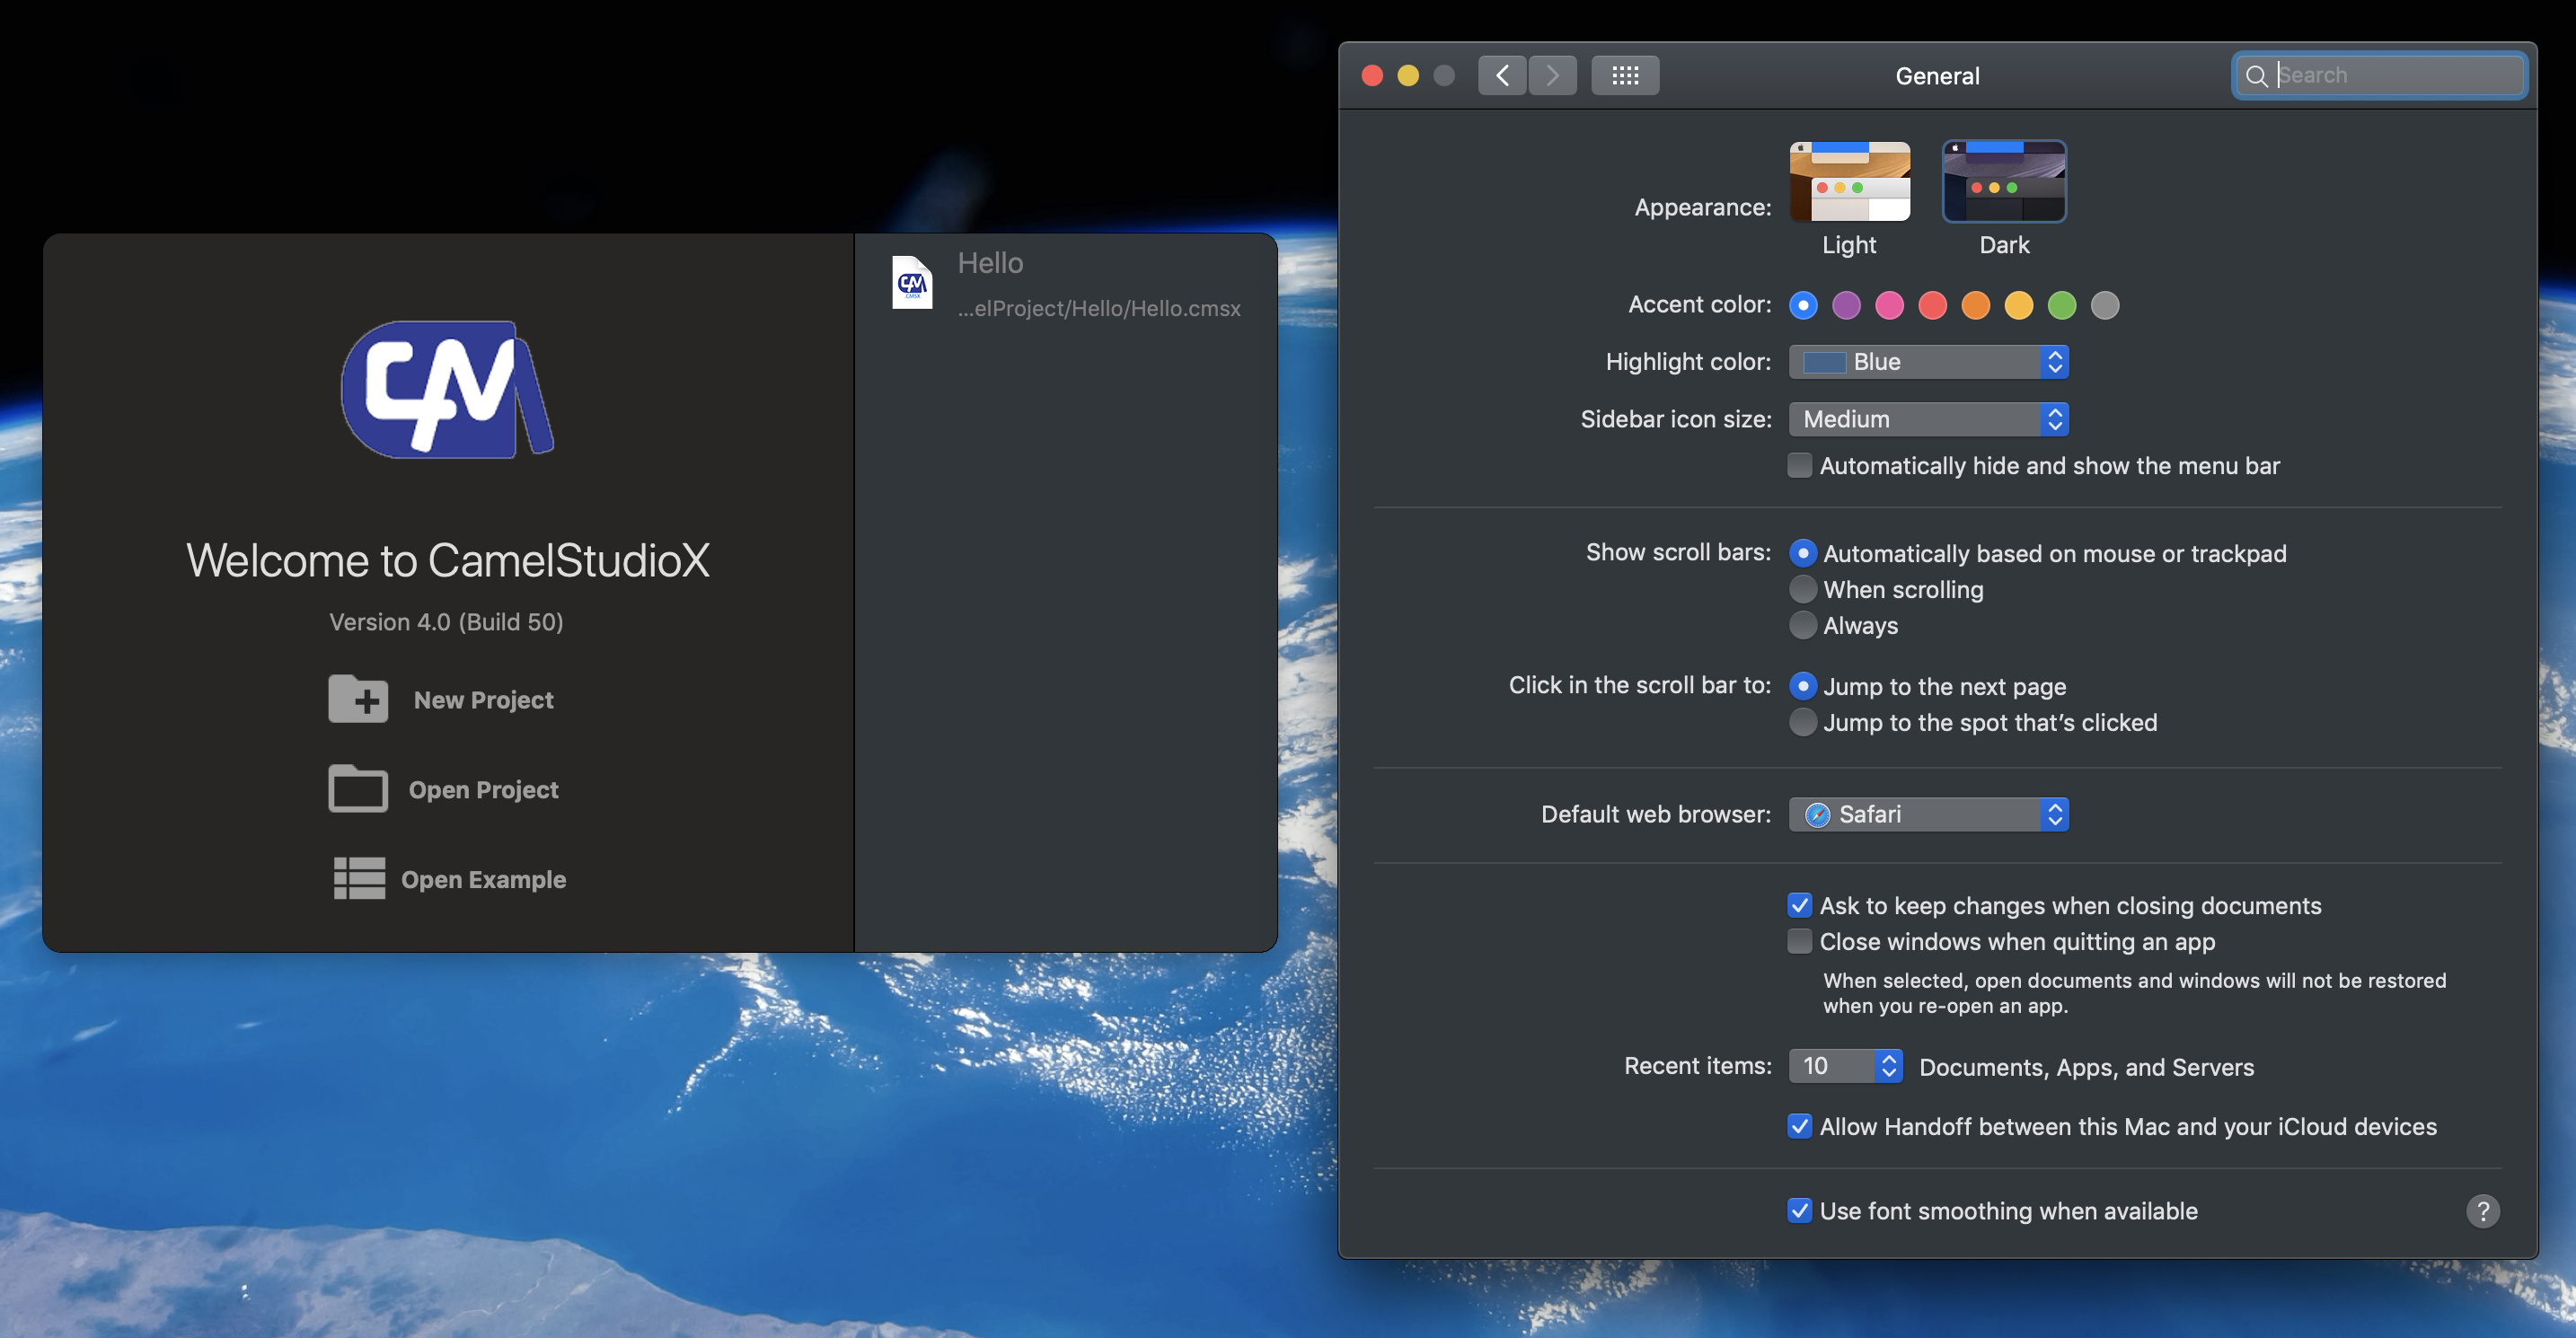 CM
Welcome to CamelStudioX
Version 4.0 (Build 50)
New Project
Open Project
Open Example
CM
.CMSX
Hello
...elProject/Hello/Hello.cmsx
General
Search
Appearance:
Light
Dark
Accent color:
Highlight color:
Blue
Sidebar icon size:
Medium
Automatically hide and show the menu bar
Show scroll bars:
Automatically based on mouse or trackpad
When scrolling
Always
Click in the scroll bar to:
Jump to the next page
Jump to the spot that’s clicked
Default web browser:
Safari
Ask to keep changes when closing documents
Close windows when quitting an app
When selected, open documents and windows will not be restored
when you re-open an app.
Recent items:
10
Documents, Apps, and Servers
Allow Handoff between this Mac and your iCloud devices
Use font smoothing when available
?